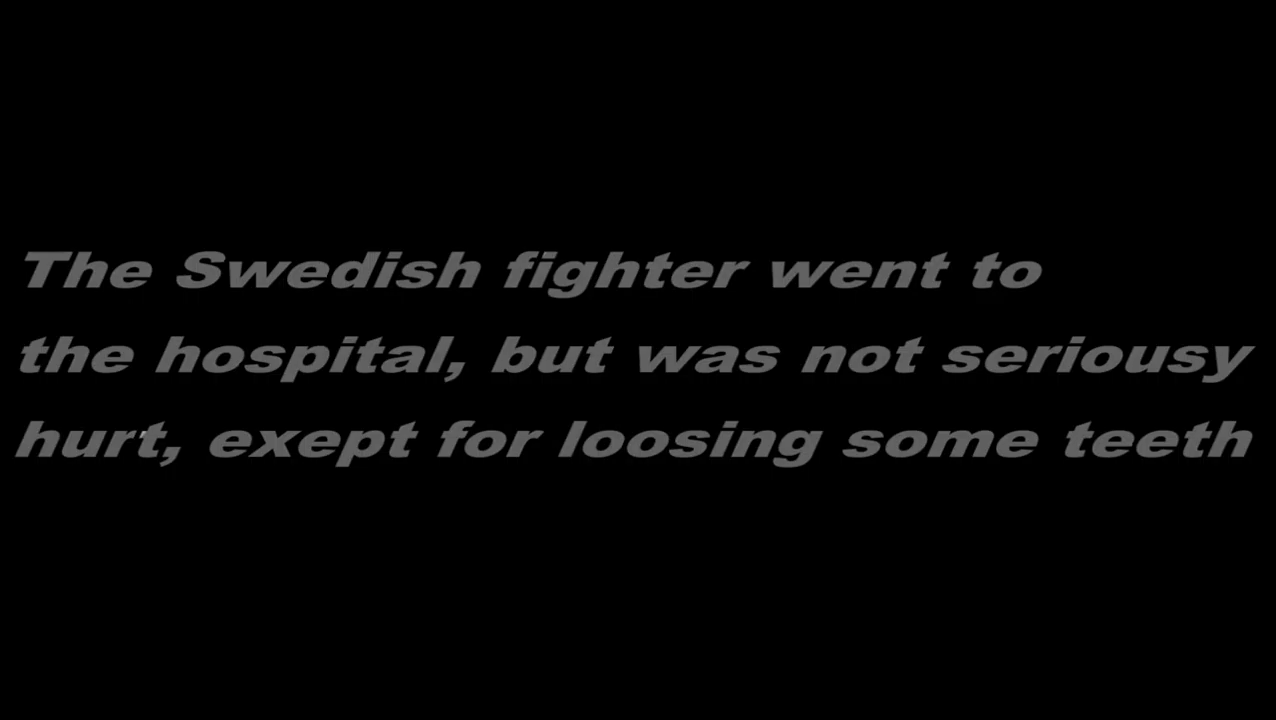 The Swedish fighter went to
the hospital, but was not seriousy
hurt, exept for loosing some teeth